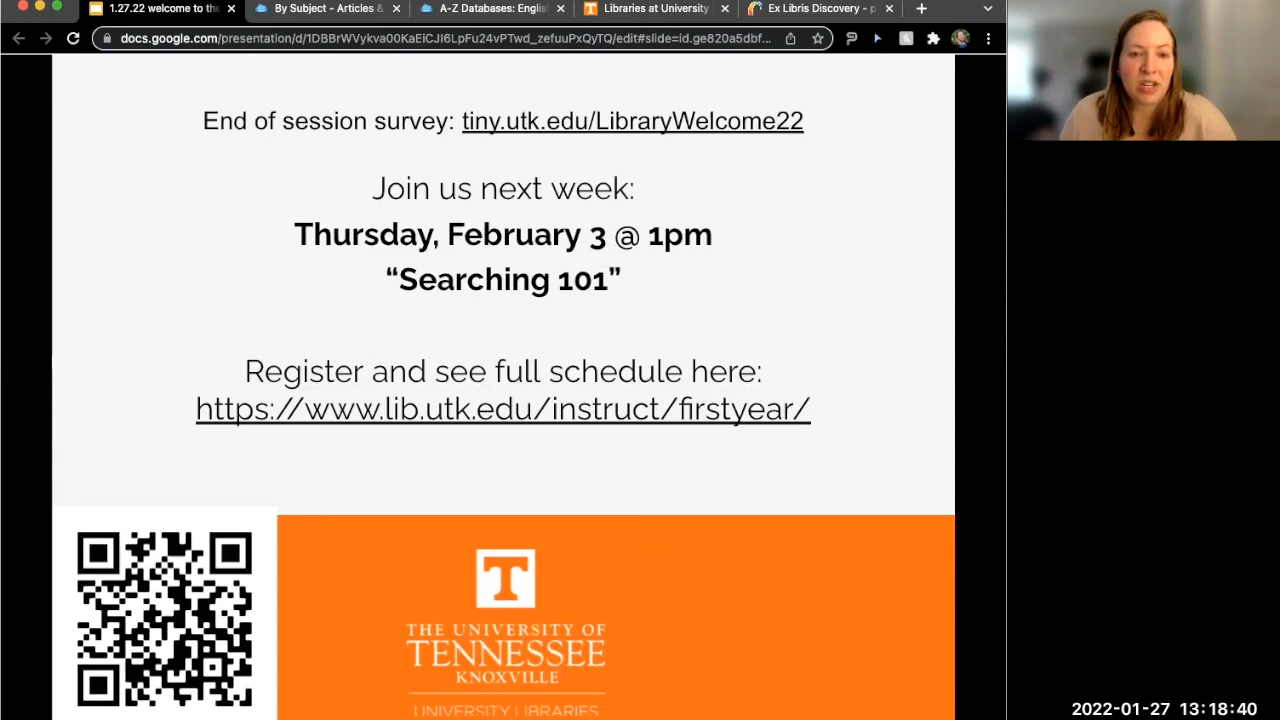 1.27.22 welcome to the
By Subject - Articles &
A-Z Databases: Englis
Libraries at University
Ex Libris Discovery - p
docs.google.com/presentation/d/1DBBrWVykva00KaEiCJI6LpFu24vPTwd_zefuuPxQyTQ/edit#slide=id.ge820a5dbf...
End of session survey: tiny.utk.edu/LibraryWelcome22
Join us next week:
Thursday, February 3 @ 1pm
“Searching 101”
Register and see full schedule here:
https://www.lib.utk.edu/instruct/firstyear/
T
THE UNIVERSITY OF
TENNESSEE
KNOXVILLE
UNIVERSITY LIBRARIES
2022-01-27 13:18:40